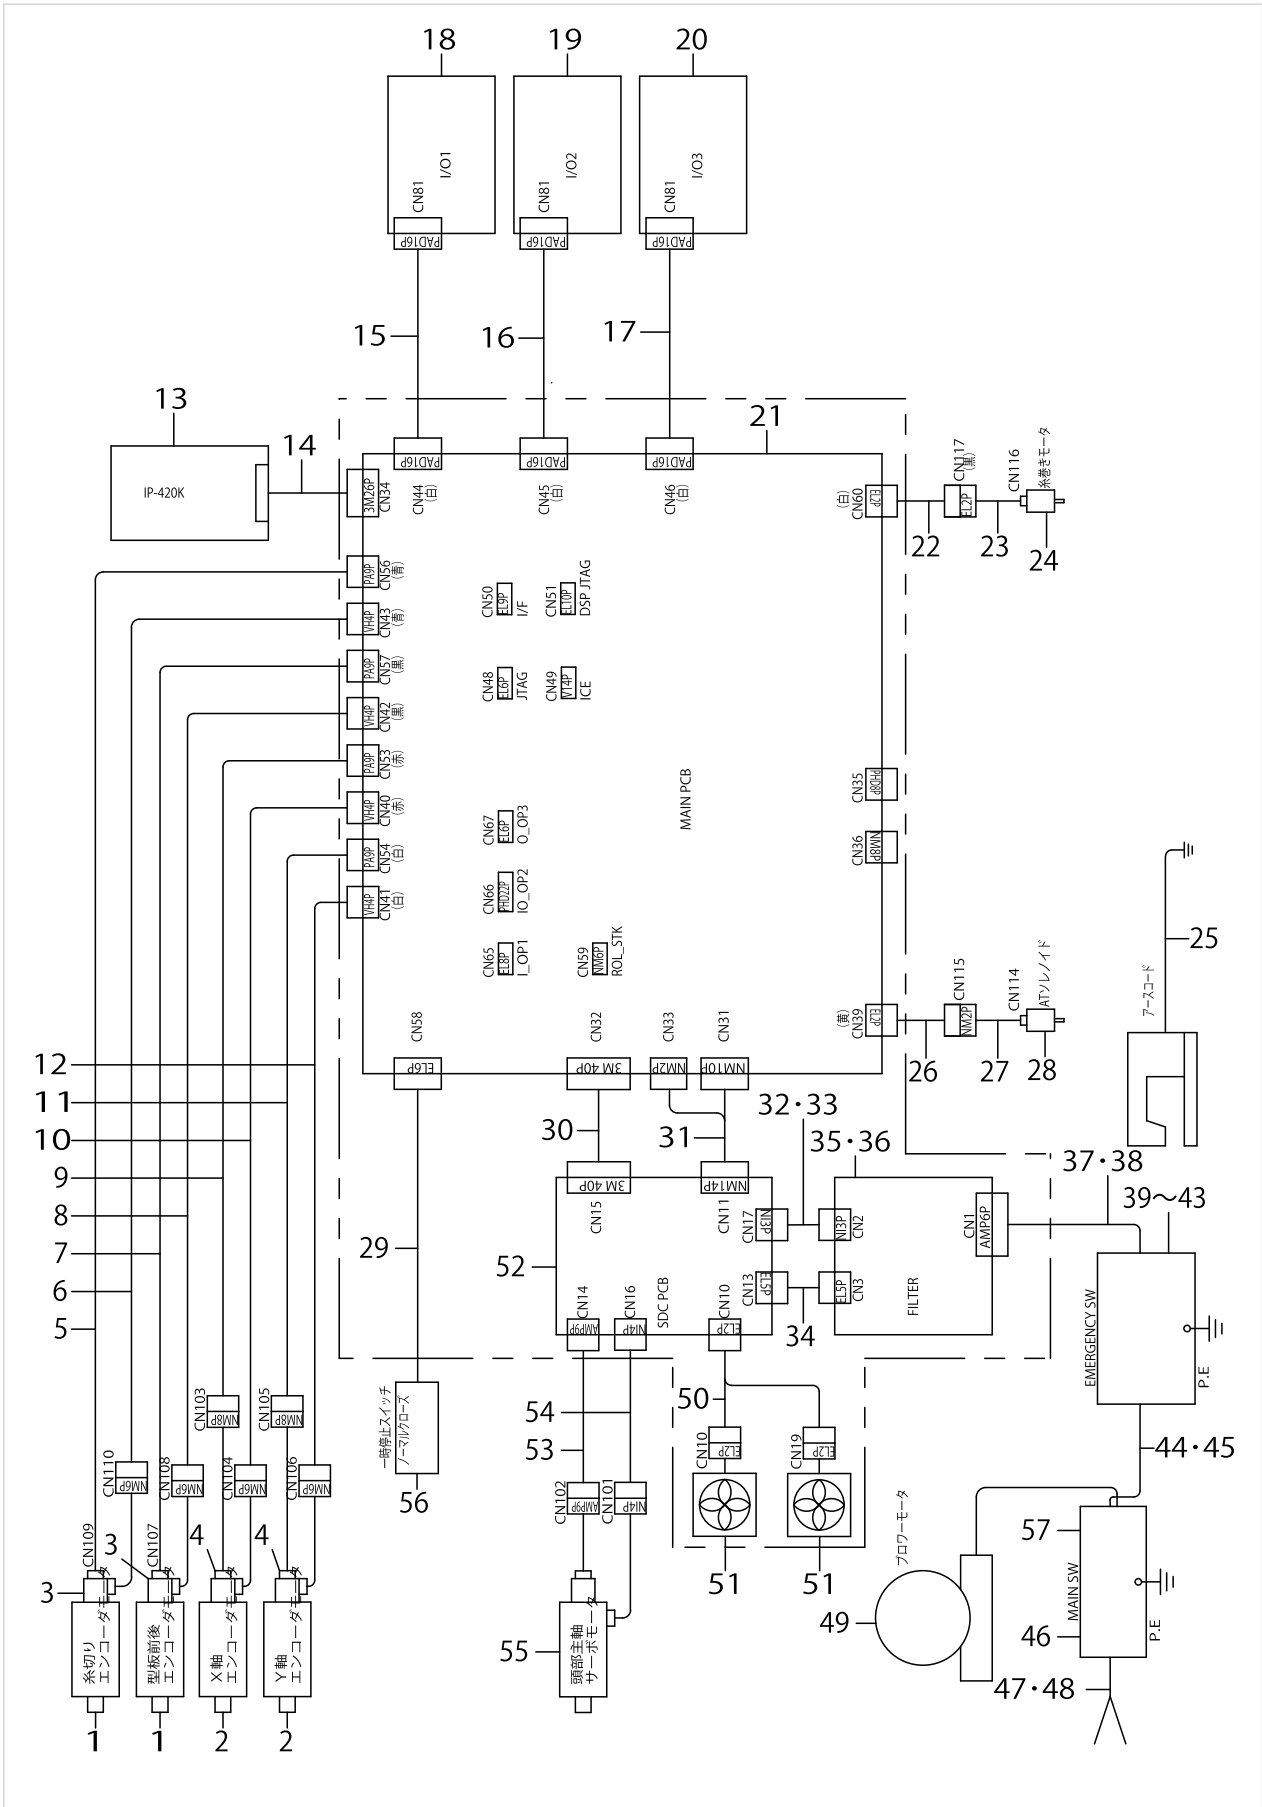 18
19
20
I/O1
CN81
PAD16P
I/O2
CN81
PAD16P
I/O3
CN81
PAD16P
15
16
17
13
14
IP-420K
21
PAD16P
CN44
(白)
PAD16P
CN45
(白)
PAD16P
CN46
(白)
3M26P
CN34
PA9P
CN56
(青)
VH4P
CN43
(青)
PA9P
CN57
(黒)
VH4P
CN42
(黒)
PA9P
CN53
(赤)
VH4P
CN40
(赤)
PA9P
CN54
(白)
VH4P
CN41
(白)
CN50
EL9P
I/F
CN51
EL10P
DSP JTAG
CN48
EL6P
JTAG
CN49
V14P
ICE
CN67
EL6P
O_OP3
CN66
PHD22P
IO_OP2
CN65
EL8P
I_OP1
CN59
NM6P
ROL_STK
MAIN PCB
(白)
CN60
EL2P
22
CN117
(黒)
EL2P
23
CN116
糸巻きモータ
24
CN35
PHD8P
CN36
NM8P
(黄)
CN39
EL2P
26
CN115
NM2P
27
CN114
ATソレノイド
28
アースコード
25
CN58
EL6P
CN32
3M 40P
CN33
NM2P
CN31
NM10P
12
11
10
9
8
7
6
5
29
30
31
32・33
35・36
37・38
39～43
3M 40P
CN15
NM14P
CN11
CN17
NI3P
NI3P
CN2
CN13
EL5P
EL5P
CN3
34
FILTER
CN1
AMP6P
52
SDC PCB
CN14
AMP9P
CN16
NI4P
CN10
EL2P
EMERGENCY SW
P.E
44・45
50
54
53
CN10
EL2P
CN19
EL2P
51
51
一時停止スイッチ
ノーマルクローズ
56
CN103
NM8P
CN105
NM8P
CN110
NM6P
CN108
NM6P
CN104
NM6P
CN106
NM6P
CN102
AMP9P
CN101
NI4P
CN109
3
CN107
3
4
4
糸切り
エンコーダモータ
型板前後
エンコーダモータ
X軸
エンコーダモータ
Y軸
エンコーダモータ
1
1
2
2
55
頭部主軸
サーボモータ
ブロワーモータ
49
57
MAIN SW
46
P.E
47・48